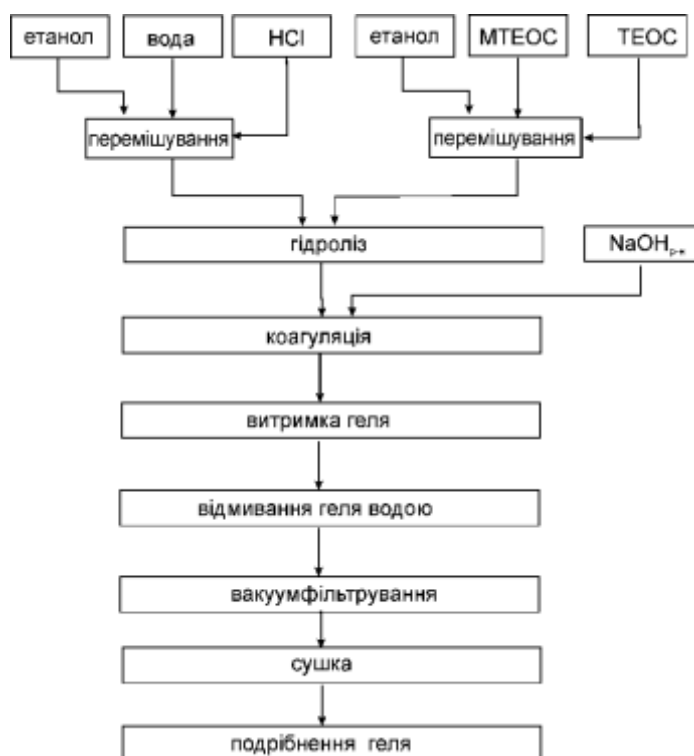 етанол
вода
HCl
етанол
МТЕОС
ТЕОС
перемішування
перемішування
гідроліз
NaOHр-н
коагуляція
витримка геля
відмивання геля водою
вакуумфільтрування
сушка
подрібнення геля